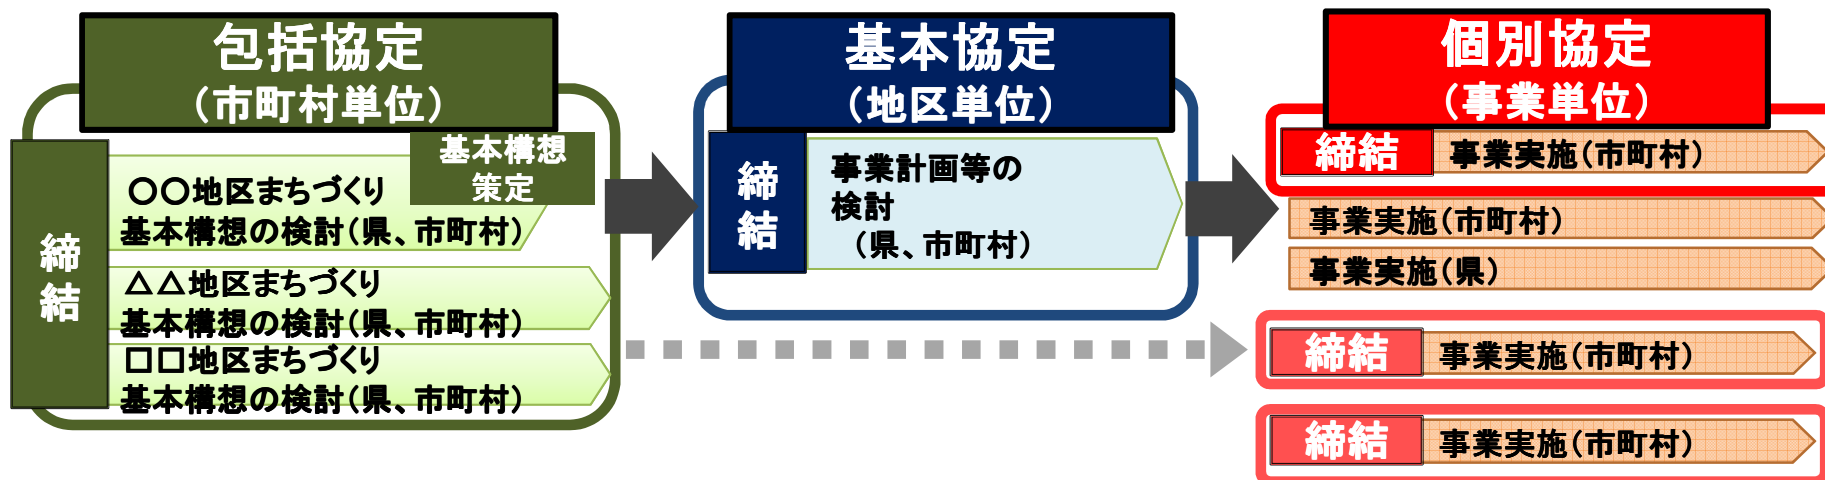 包括協定
（市町村単位）
締結
基本構想
策定
〇〇地区まちづくり
基本構想の検討（県、市町村）
△△地区まちづくり
基本構想の検討（県、市町村）
□□地区まちづくり
基本構想の検討（県、市町村）
基本協定
（地区単位）
締結
事業計画等の
検討
（県、市町村）
個別協定
（事業単位）
締結 事業実施（市町村）
事業実施（市町村）
事業実施（県）
締結 事業実施（市町村）
締結 事業実施（市町村）